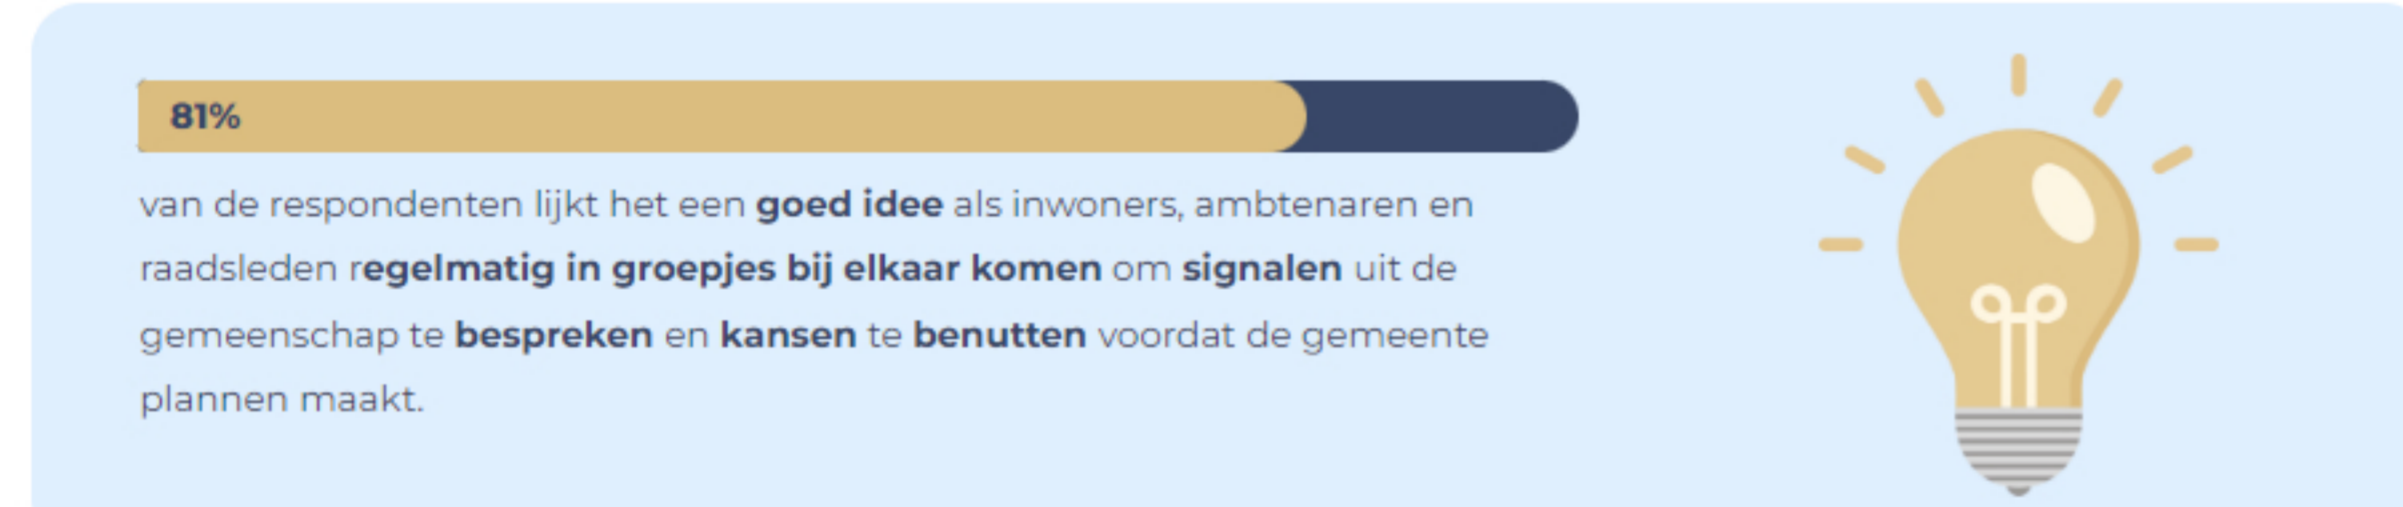 81%
van de respondenten lijkt het een goed idee als inwoners, ambtenaren en
raadsleden regelmatig in groepjes bij elkaar komen om signalen uit de
gemeenschap te bespreken en kansen te benutten voordat de gemeente
plannen maakt.